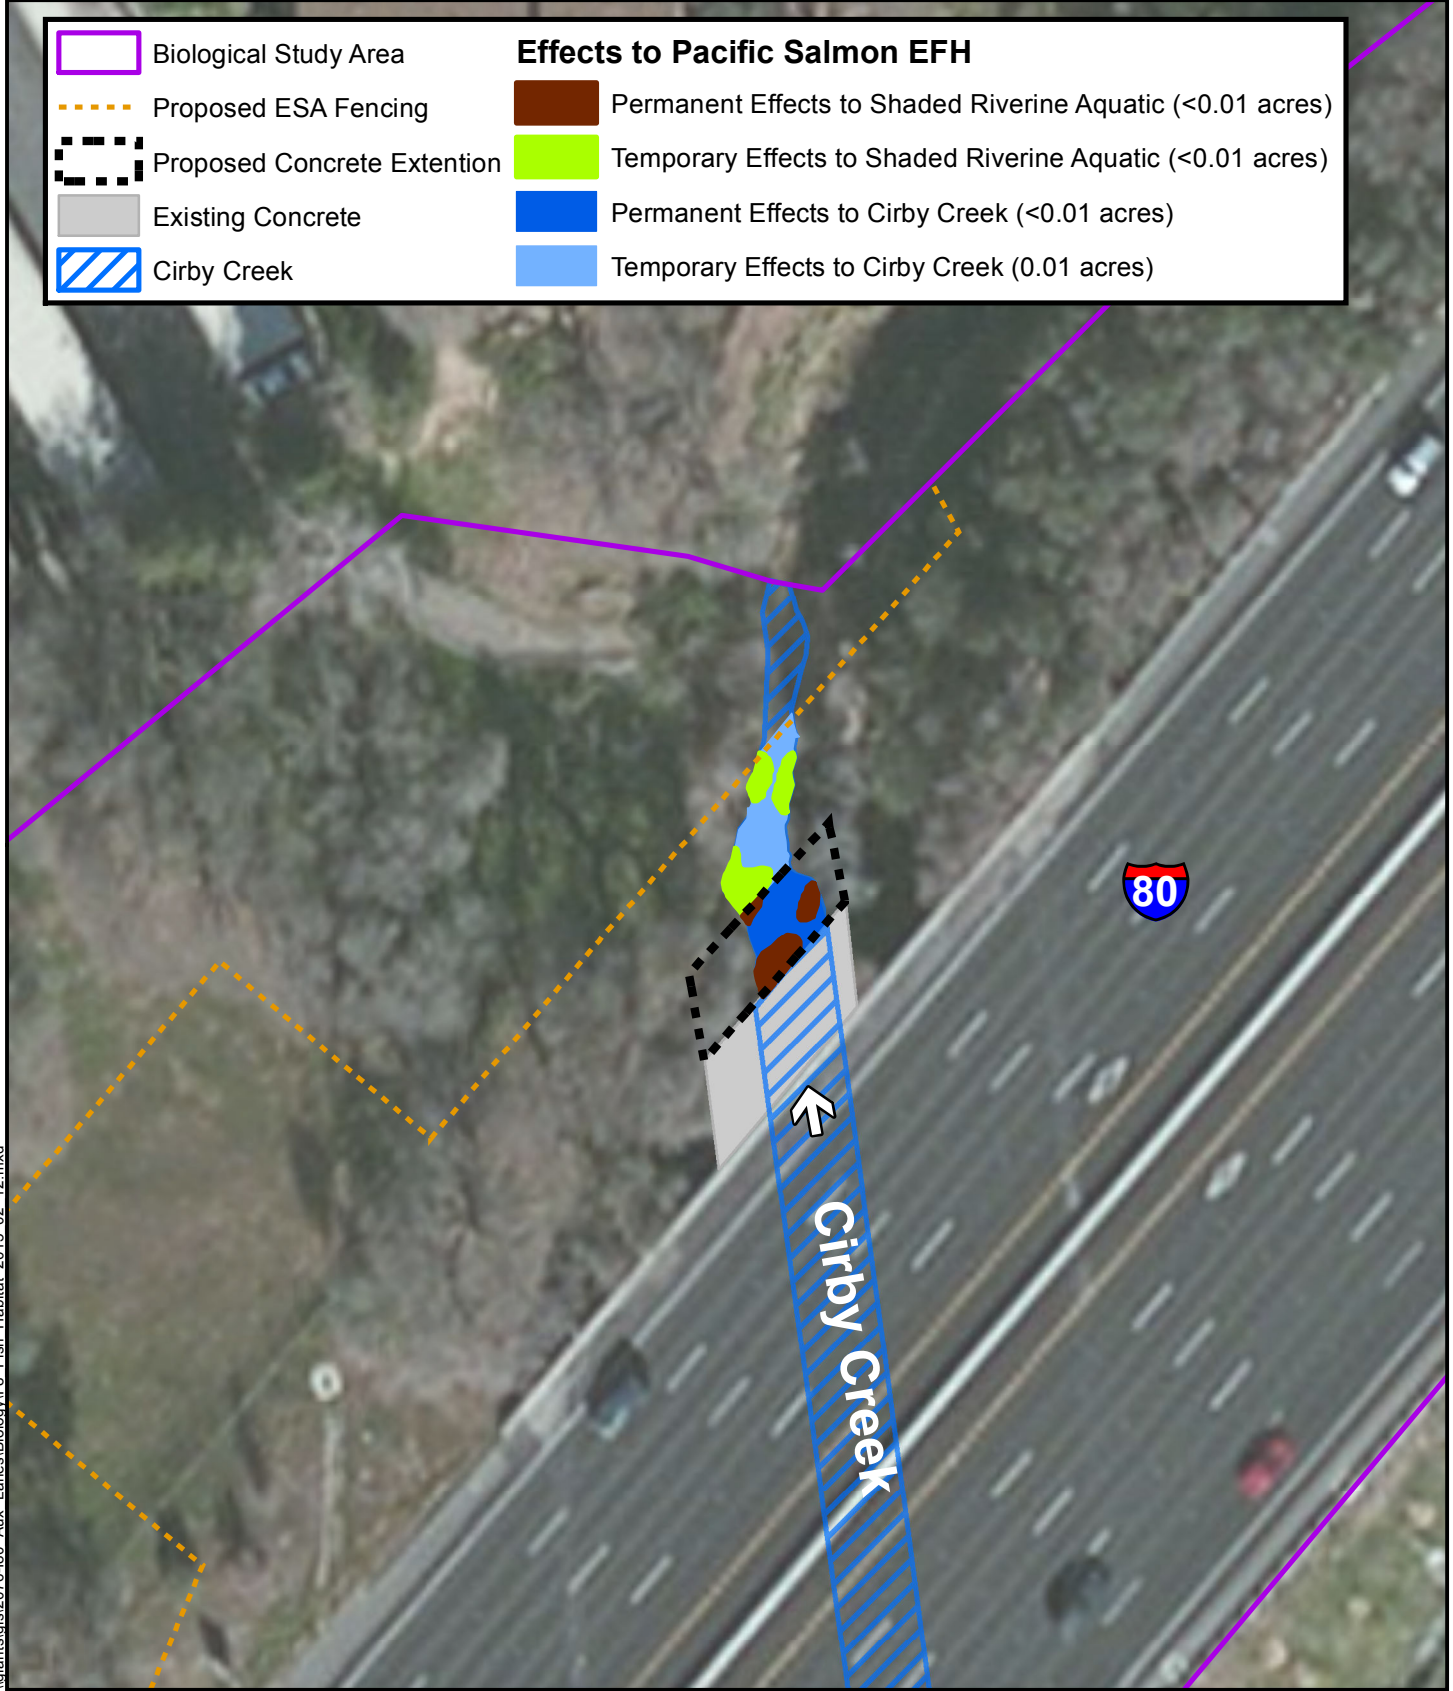 Biological Study Area
Proposed ESA Fencing
Proposed Concrete Extention
Existing Concrete
Cirby Creek
Effects to Pacific Salmon EFH
Permanent Effects to Shaded Riverine Aquatic (<0.01 acres)
Temporary Effects to Shaded Riverine Aquatic (<0.01 acres)
Permanent Effects to Cirby Creek (<0.01 acres)
Temporary Effects to Cirby Creek (0.01 acres)
80
Cirby Creek